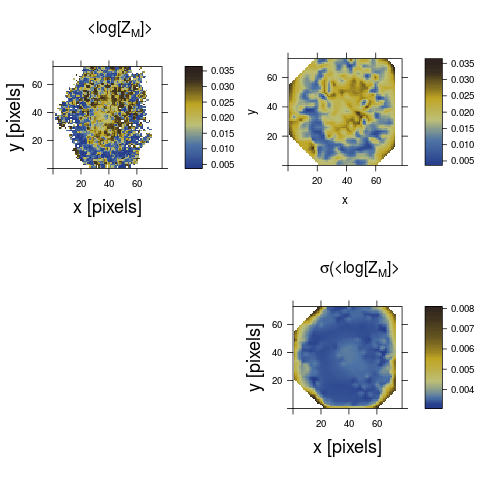 <log[Z_M]>
y [pixels]
60
40
20
20 40 60
x [pixels]
0.035
0.030
0.025
0.020
0.015
0.010
0.005
y
60
40
20
20 40 60
x
0.035
0.030
0.025
0.020
0.015
0.010
0.005
σ(<log[Z_M]>
y [pixels]
60
40
20
20 40 60
x [pixels]
0.008
0.007
0.006
0.005
0.004